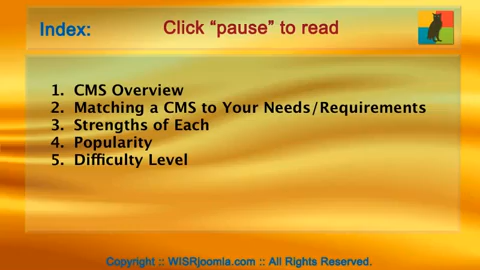 Index:
Click “pause” to read
1. CMS Overview
2. Matching a CMS to Your Needs/Requirements
3. Strengths of Each
4. Popularity
5. Difficulty Level
Copyright :: WISRjoomla.com :: All Rights Reserved.